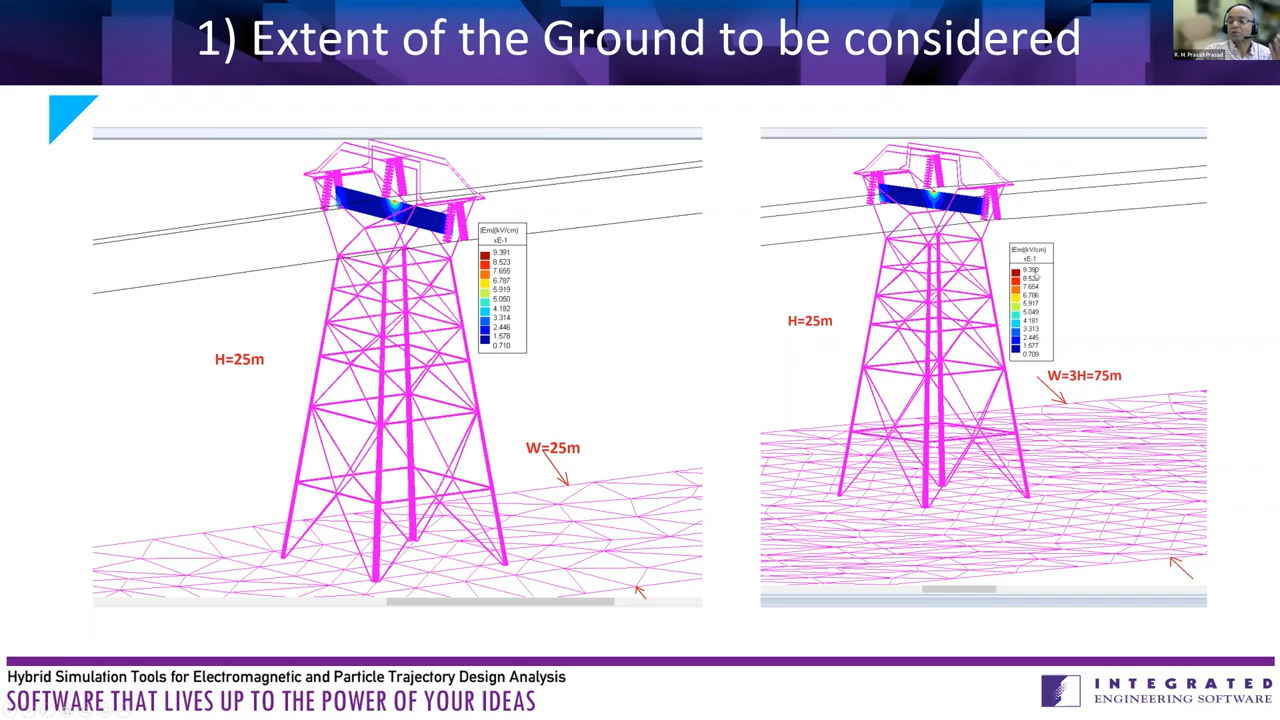 1) Extent of the Ground to be considered
K. M. Prasad Prasad
|Em|(kV/cm)
xE-1
9.391
8.523
7.655
6.787
5.919
5.050
4.182
3.314
2.446
1.578
0.710
H=25m
W=25m
|Em|(kV/cm)
xE-1
9.390
8.522
7.654
6.786
5.917
5.049
4.181
3.313
2.445
1.577
0.709
H=25m
W=3H=75m
Hybrid Simulation Tools for Electromagnetic and Particle Trajectory Design Analysis
SOFTWARE THAT LIVES UP TO THE POWER OF YOUR IDEAS
INTEGRATED
ENGINEERING SOFTWARE